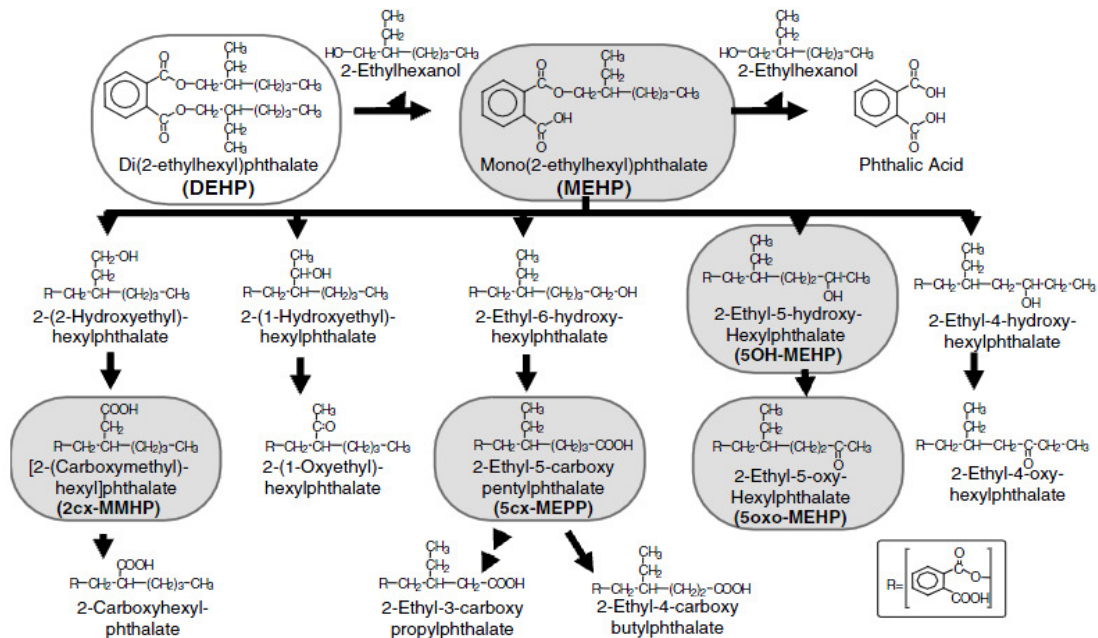 CH₃
CH₂
HO—CH₂-CH—(CH₂)₃-CH₃
2-Ethylhexanol
CH₃
CH₂
HO—CH₂-CH—(CH₂)₃-CH₃
2-Ethylhexanol
CH₃
O CH₂
C O—CH₂-CH—(CH₂)₃—CH₃
C O—CH₂-CH—(CH₂)₃—CH₃
O CH₂
CH₃
Di(2-ethylhexyl)phthalate
(DEHP)
CH₃
O CH₂
C O—CH₂-CH—(CH₂)₃—CH₃
C OH
O
Mono(2-ethylhexyl)phthalate
(MEHP)
O
C OH
C OH
O
Phthalic Acid
CH₂-OH
CH₂
R—CH₂-CH—(CH₂)₃—CH₃
2-(2-Hydroxyethyl)-
hexylphthalate
CH₃
CH-OH
R—CH₂-CH—(CH₂)₃—CH₃
2-(1-Hydroxyethyl)-
hexylphthalate
CH₃
CH₂
R—CH₂-CH—(CH₂)₃—CH₂-OH
2-Ethyl-6-hydroxy-
hexylphthalate
CH₃
CH₂
R—CH₂-CH—(CH₂)₂-CH-CH₃
OH
2-Ethyl-5-hydroxy-
Hexylphthalate
(5OH-MEHP)
CH₃
CH₂
R—CH₂-CH—CH₂-CH-CH₂-CH₃
OH
2-Ethyl-4-hydroxy-
hexylphthalate
COOH
CH₂
R—CH₂-CH—(CH₂)₃—CH₃
[2-(Carboxymethyl)-
hexyl]phthalate
(2cx-MMHP)
CH₃
C-O
R—CH₂-CH—(CH₂)₃—CH₃
2-(1-Oxyethyl)-
hexylphthalate
CH₃
CH₂
R—CH₂-CH—(CH₂)₃-COOH
2-Ethyl-5-carboxy
pentylphthalate
(5cx-MEPP)
CH₃
CH₂
R—CH₂-CH—(CH₂)₂-C-CH₃
O
2-Ethyl-5-oxy-
Hexylphthalate
(5oxo-MEHP)
CH₃
CH₂
R—CH₂-CH—CH₂-C-CH₂-CH₃
O
2-Ethyl-4-oxy-
hexylphthalate
COOH
R—CH₂-CH—(CH₂)₃—CH₃
2-Carboxyhexyl-
phthalate
CH₃
CH₂
R—CH₂-CH—CH₂-COOH
2-Ethyl-3-carboxy
propylphthalate
CH₃
CH₂
R—CH₂-CH—(CH₂)₂-COOH
2-Ethyl-4-carboxy
butylphthalate
O
R= C O—
COOH